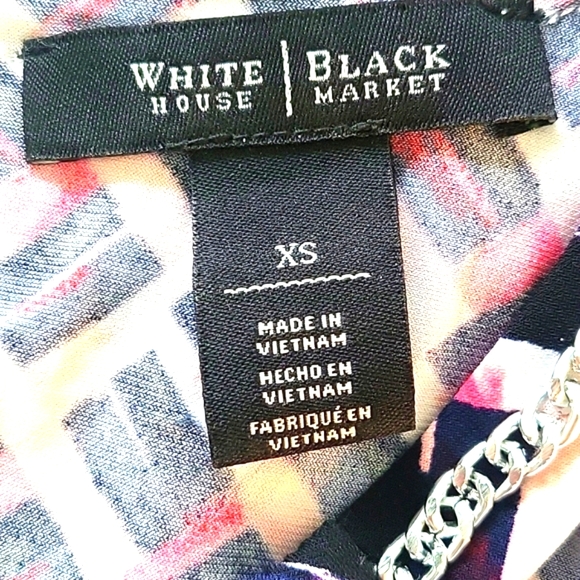 WHITE | BLACK
HOUSE | MARKET
XS
MADE IN
VIETNAM
HECHO EN
VIETNAM
FABRIQUÉ EN
VIETNAM